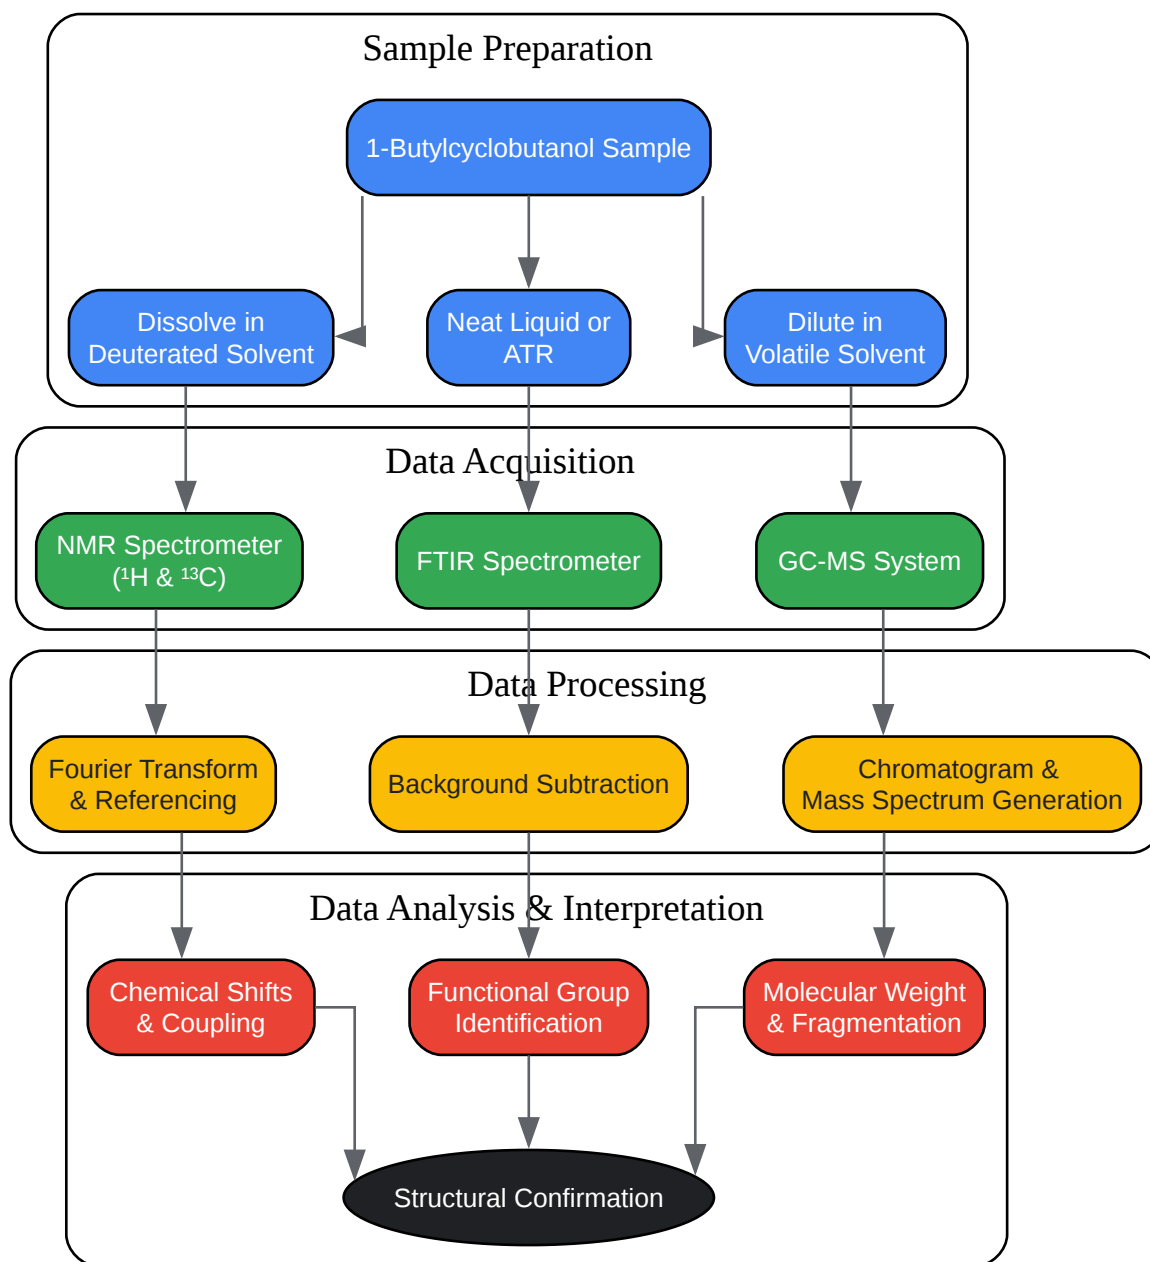 Sample Preparation
1-Butylcyclobutanol Sample
Dissolve in
Deuterated Solvent
Neat Liquid or
ATR
Dilute in
Volatile Solvent
Data Acquisition
NMR Spectrometer
(¹H & ¹³C)
FTIR Spectrometer
GC-MS System
Data Processing
Fourier Transform
& Referencing
Background Subtraction
Chromatogram &
Mass Spectrum Generation
Data Analysis & Interpretation
Chemical Shifts
& Coupling
Functional Group
Identification
Molecular Weight
& Fragmentation
Structural Confirmation